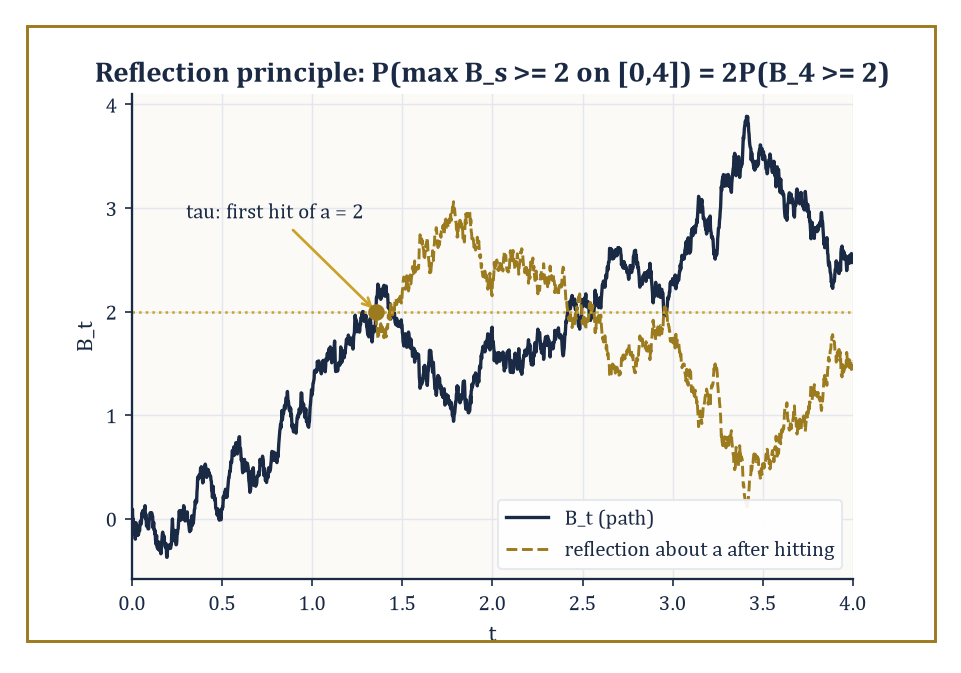 Reflection principle: P(max B_s >= 2 on [0,4]) = 2P(B_4 >= 2)
4
tau: first hit of a = 2
3
2
B_t
1
0
B_t (path)
reflection about a after hitting
0.0 0.5 1.0 1.5 2.0 2.5 3.0 3.5 4.0
t